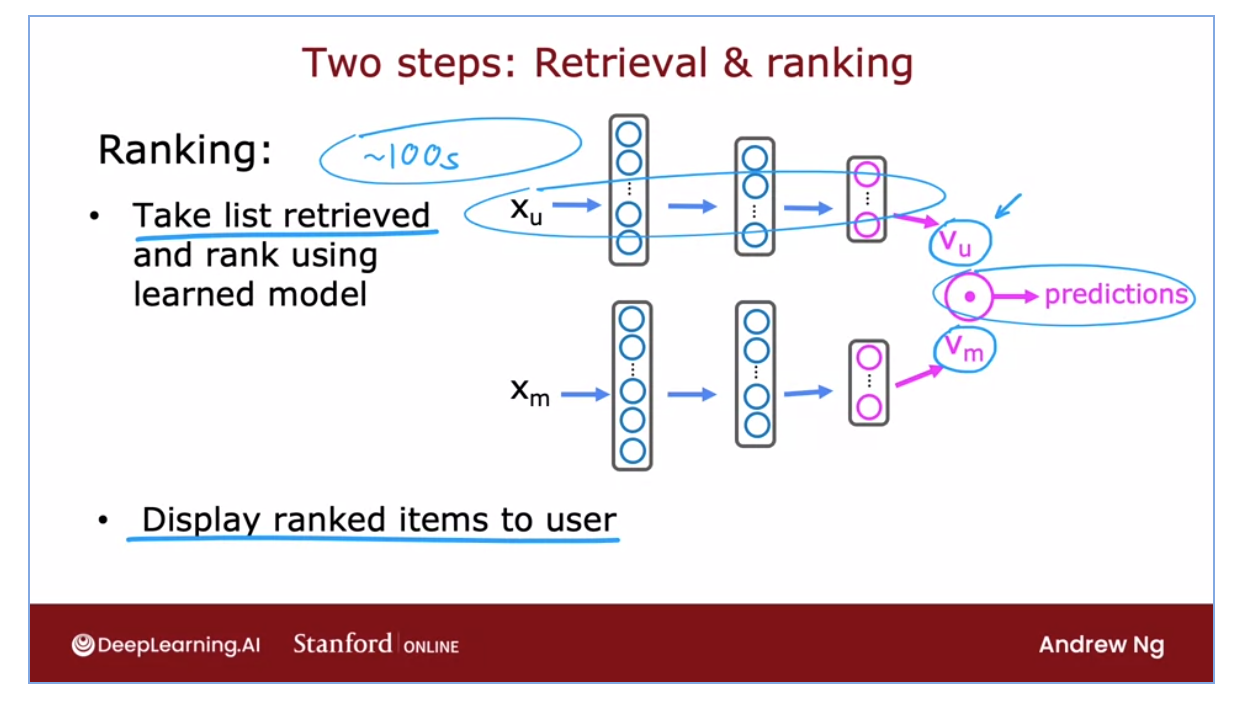 Two steps: Retrieval & ranking
Ranking:
~100s
• Take list retrieved
and rank using
learned model
xu
vu
predictions
vm
xm
• Display ranked items to user
DeepLearning.AI
Stanford ONLINE
Andrew Ng